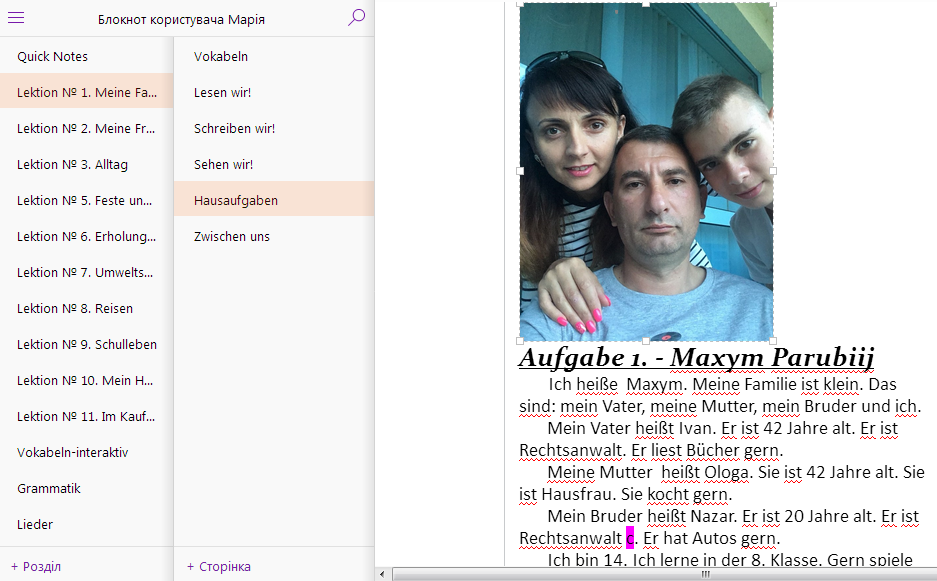 Блокнот користувача Марія
Quick Notes
Lektion № 1. Meine Fa...
Lektion № 2. Meine Fr...
Lektion № 3. Alltag
Lektion № 5. Feste un...
Lektion № 6. Erholung...
Lektion № 7. Umwelts...
Lektion № 8. Reisen
Lektion № 9. Schulleben
Lektion № 10. Mein H...
Lektion № 11. Im Kauf...
Vokabeln-interaktiv
Grammatik
Lieder
+ Розділ
Vokabeln
Lesen wir!
Schreiben wir!
Sehen wir!
Hausaufgaben
Zwischen uns
+ Сторінка
Aufgabe 1. - Maxym Parubiij
Ich heiße Maxym. Meine Familie ist klein. Das
sind: mein Vater, meine Mutter, mein Bruder und ich.
Mein Vater heißt Ivan. Er ist 42 Jahre alt. Er ist
Rechtsanwalt. Er liest Bücher gern.
Meine Mutter heißt Ologa. Sie ist 42 Jahre alt. Sie
ist Hausfrau. Sie kocht gern.
Mein Bruder heißt Nazar. Er ist 20 Jahre alt. Er ist
Rechtsanwalt c. Er hat Autos gern.
Ich bin 14. Ich lerne in der 8. Klasse. Gern spiele